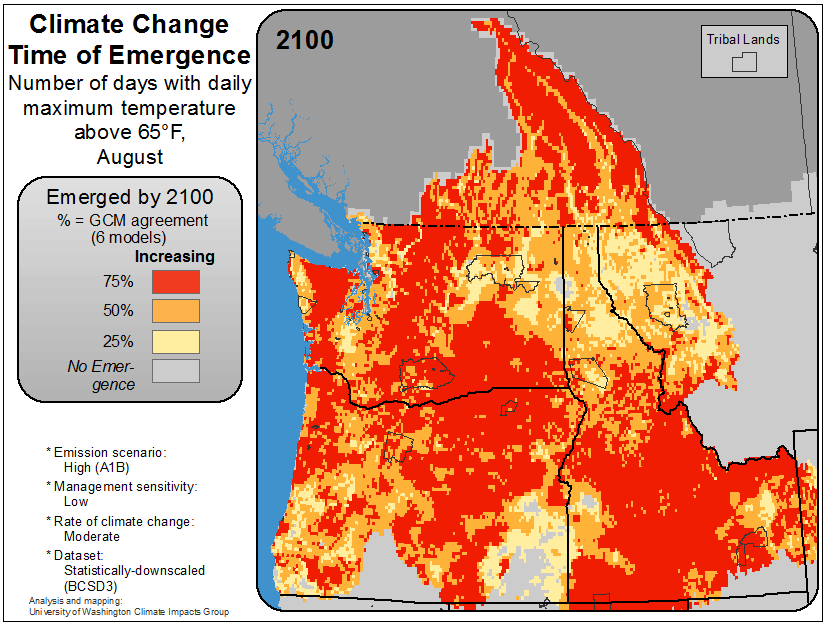 Climate Change
Time of Emergence
Number of days with daily
maximum temperature
above 65°F,
August
2100
Tribal Lands
Emerged by 2100
% = GCM agreement
(6 models)
Increasing
75%
50%
25%
No Emer-
gence
* Emission scenario:
High (A1B)
* Management sensitivity:
Low
* Rate of climate change:
Moderate
* Dataset:
Statistically-downscaled
(BCSD3)
Analysis and mapping:
University of Washington Climate Impacts Group